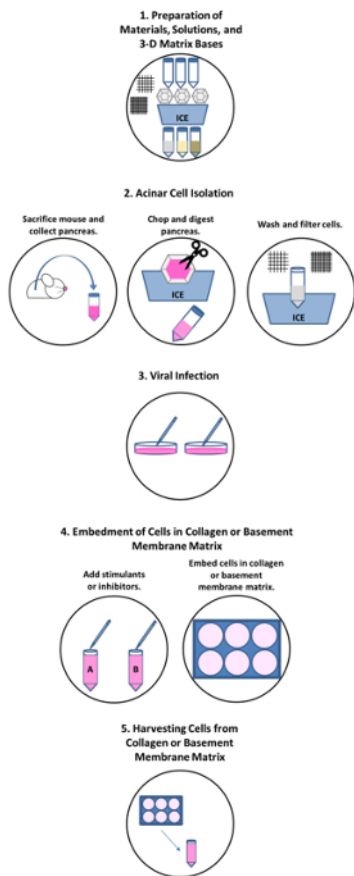 1. Preparation of
Materials, Solutions, and
3-D Matrix Bases
ICE
2. Acinar Cell Isolation
Sacrifice mouse and
collect pancreas.
Chop and digest
pancreas.
Wash and filter cells.
ICE
ICE
3. Viral Infection
4. Embedment of Cells in Collagen or Basement
Membrane Matrix
Add stimulants
or inhibitors.
Embed cells in collagen
or basement
membrane matrix.
A B
5. Harvesting Cells from
Collagen or Basement
Membrane Matrix